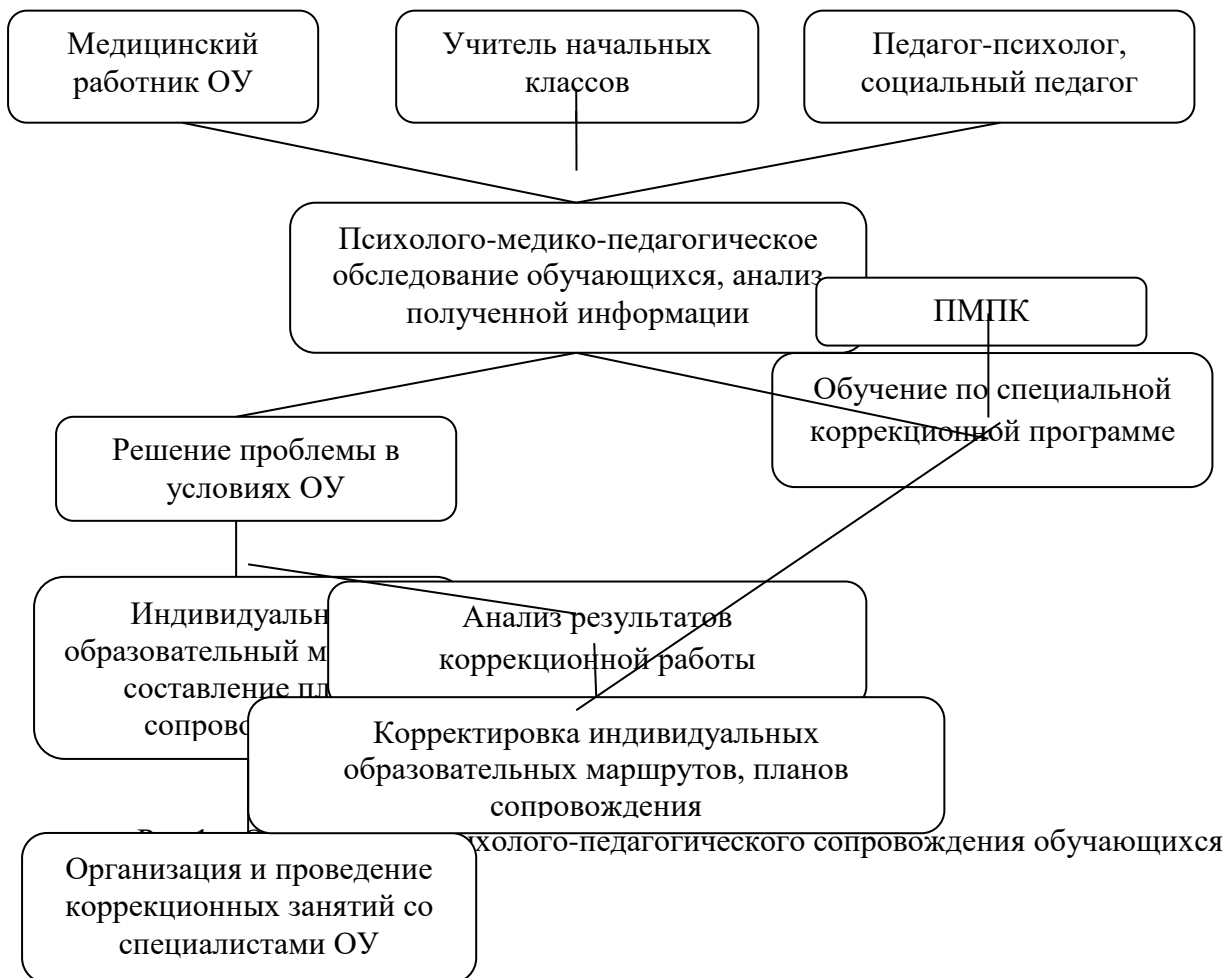 Медицинский
работник ОУ
Учитель начальных
классов
Педагог-психолог,
социальный педагог
Психолого-медико-педагогическое
обследование обучающихся, анализ
полученной информации
ПМПК
Обучение по специальной
коррекционной программе
Решение проблемы в
условиях ОУ
Индивидуальн
образовательный м
составление пл
сопрово
Анализ результатов
коррекционной работы
Корректировка индивидуальных
образовательных маршрутов, планов
сопровождения
ихолого-педагогического сопровождения обучающихся
Организация и проведение
коррекционных занятий со
специалистами ОУ